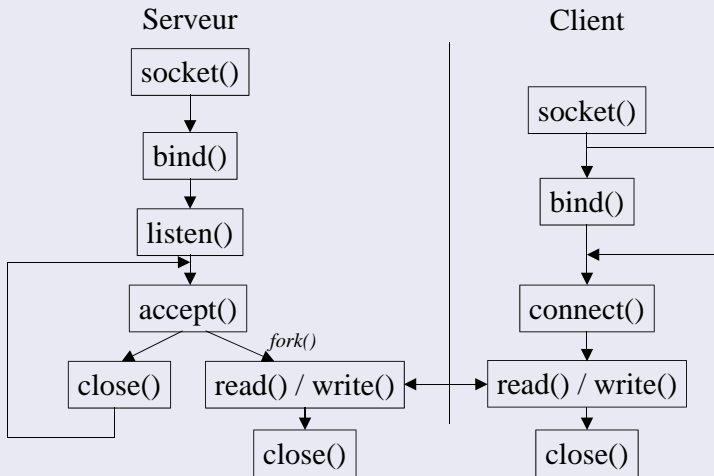 Serveur
socket()
bind()
listen()
accept()
fork()
close()
read() / write()
close()
Client
socket()
bind()
connect()
read() / write()
close()